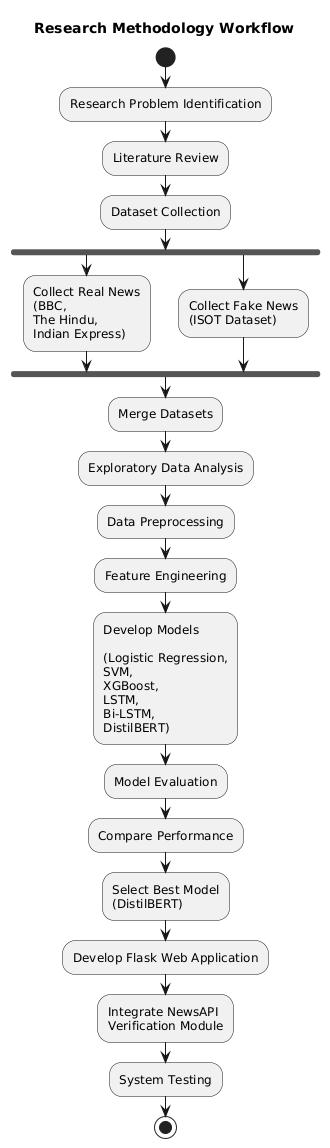 Research Methodology Workflow
Research Problem Identification
Literature Review
Dataset Collection
Collect Real News
(BBC,
The Hindu,
Indian Express)
Collect Fake News
(ISOT Dataset)
Merge Datasets
Exploratory Data Analysis
Data Preprocessing
Feature Engineering
Develop Models
(Logistic Regression,
SVM,
XGBoost,
LSTM,
Bi-LSTM,
DistilBERT)
Model Evaluation
Compare Performance
Select Best Model
(DistilBERT)
Develop Flask Web Application
Integrate NewsAPI
Verification Module
System Testing